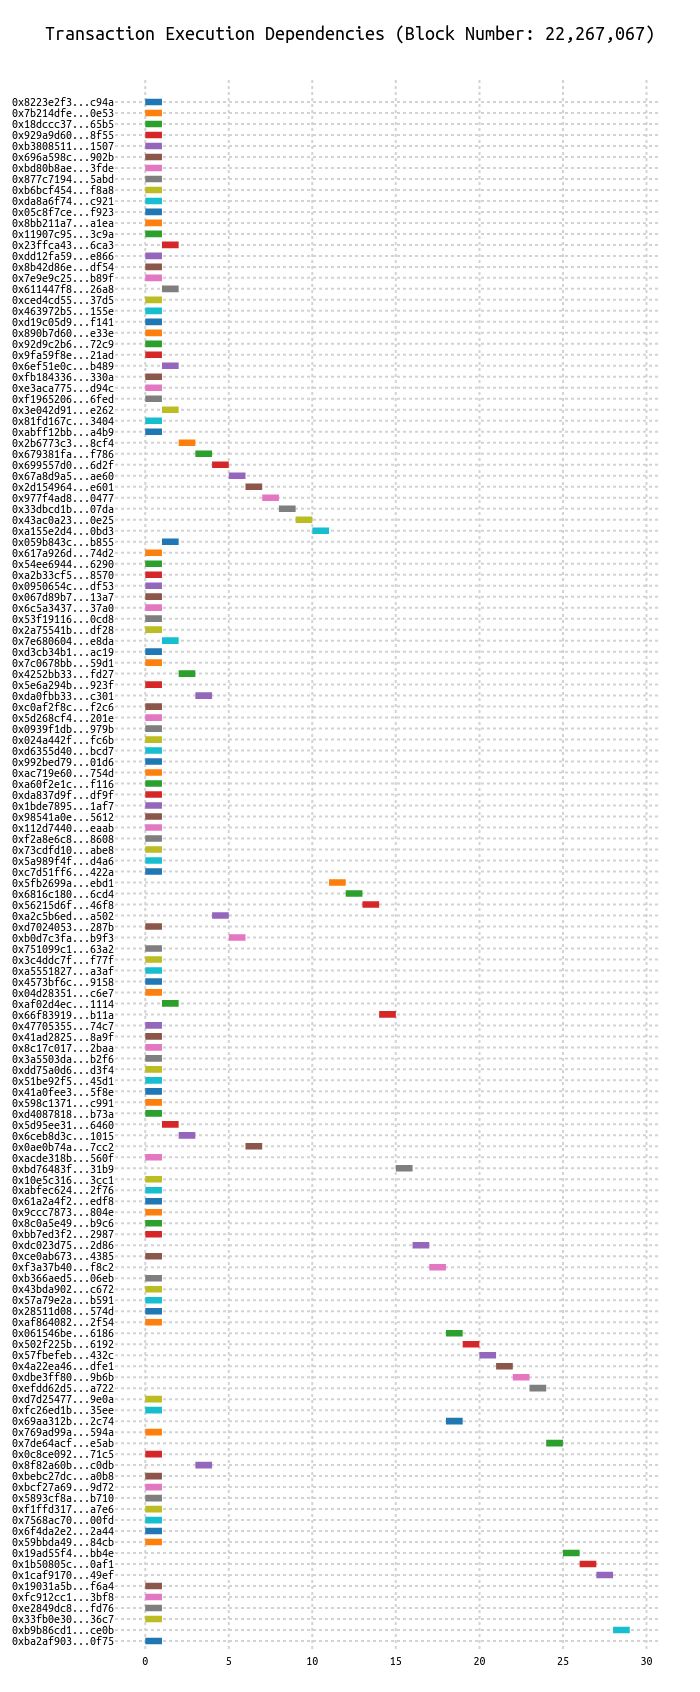 Transaction Execution Dependencies (Block Number: 22,267,067)
0x8223e2f3...c94a
0x7b214dfe...0e53
0x18dccc37...65b5
0x929a9d60...8f55
0xb3808511...1507
0x696a598c...902b
0xbd80b8ae...3fde
0x877c7194...5abd
0xb6bcf454...f8a8
0xda8a6f74...c921
0x05c8f7ce...f923
0x8bb211a7...a1ea
0x11907c95...3c9a
0x23ffca43...6ca3
0xdd12fa59...e866
0x8b42d86e...df54
0x7e9e9c25...b89f
0x611447f8...26a8
0xced4cd55...37d5
0x463972b5...155e
0xd19c05d9...f141
0x890b7d60...e33e
0x92d9c2b6...72c9
0x9fa59f8e...21ad
0x6ef51e0c...b489
0xfb184336...330a
0xe3aca775...d94c
0xf1965206...6fed
0x3e042d91...e262
0x81fd167c...3404
0xabff12bb...a4b9
0x2b6773c3...8cf4
0x679381fa...f786
0x699557d0...6d2f
0x67a8d9a5...ae60
0x2d154964...e601
0x977f4ad8...0477
0x33dbcd1b...07da
0x43ac0a23...0e25
0xa155e2d4...0bd3
0x059b843c...b855
0x617a926d...74d2
0x54ee6944...6290
0xa2b33cf5...8570
0x0950654c...df53
0x067d89b7...13a7
0x6c5a3437...37a0
0x53f19116...0cd8
0x2a75541b...df28
0x7e680604...e8da
0xd3cb34b1...ac19
0x7c0678bb...59d1
0x4252bb33...fd27
0x5e6a294b...923f
0xda0fbb33...c301
0xc0af2f8c...f2c6
0x5d268cf4...201e
0x0939f1db...979b
0x024a442f...fc6b
0xd6355d40...bcd7
0x992bed79...01d6
0xac719e60...754d
0xa60f2e1c...f116
0xda837d9f...df9f
0x1bde7895...1af7
0x98541a0e...5612
0x112d7440...eaab
0xf2a8e6c8...8608
0x73cdfd10...abe8
0x5a989f4f...d4a6
0xc7d51ff6...422a
0x5fb2699a...ebd1
0x6816c180...6cd4
0x56215d6f...46f8
0xa2c5b6ed...a502
0xd7024053...287b
0xb0d7c3fa...b9f3
0x751099c1...63a2
0x3c4ddc7f...f77f
0xa5551827...a3af
0x4573bf6c...9158
0x04d28351...c6e7
0xaf02d4ec...1114
0x66f83919...b11a
0x47705355...74c7
0x41ad2825...8a9f
0x8c17c017...2baa
0x3a5503da...b2f6
0xdd75a0d6...d3f4
0x51be92f5...45d1
0x41a0fee3...5f8e
0x598c1371...c991
0xd4087818...b73a
0x5d95ee31...6460
0x6ceb8d3c...1015
0x0ae0b74a...7cc2
0xacde318b...560f
0xbd76483f...31b9
0x10e5c316...3cc1
0xabfec624...2f76
0x61a2a4f2...edf8
0x9ccc7873...804e
0x8c0a5e49...b9c6
0xbb7ed3f2...2987
0xdc023d75...2d86
0xce0ab673...4385
0xf3a37b40...f8c2
0xb366aed5...06eb
0x43bda902...c672
0x57a79e2a...b591
0x28511d08...574d
0xaf864082...2f54
0x061546be...6186
0x502f225b...6192
0x57fbefeb...432c
0x4a22ea46...dfe1
0xdbe3ff80...9b6b
0xefdd62d5...a722
0xd7d25477...9e0a
0xfc26ed1b...35ee
0x69aa312b...2c74
0x769ad99a...594a
0x7de64acf...e5ab
0x0c8ce092...71c5
0x8f82a60b...c0db
0xbebc27dc...a0b8
0xbcf27a69...9d72
0x5893cf8a...b710
0xf1ffd317...a7e6
0x7568ac70...00fd
0x6f4da2e2...2a44
0x59bbda49...84cb
0x19ad55f4...bb4e
0x1b50805c...0af1
0x1caf9170...49ef
0x19031a5b...f6a4
0xfc912cc1...3bf8
0xe2849dc8...fd76
0x33fb0e30...36c7
0xb9b86cd1...ce0b
0xba2af903...0f75
0 5 10 15 20 25 30